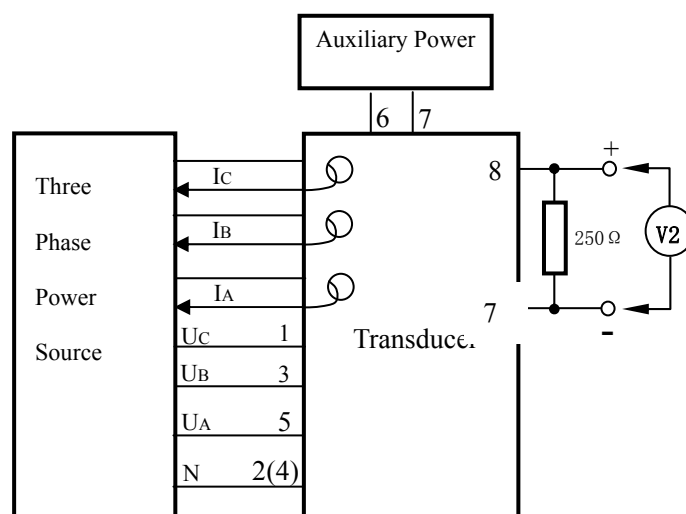 Auxiliary Power
6 7
Three
Phase
Power
Source
IC
IB
IA
UC 1
UB 3
UA 5
N 2(4)
8
7
Transducer
+
250Ω
V2
-